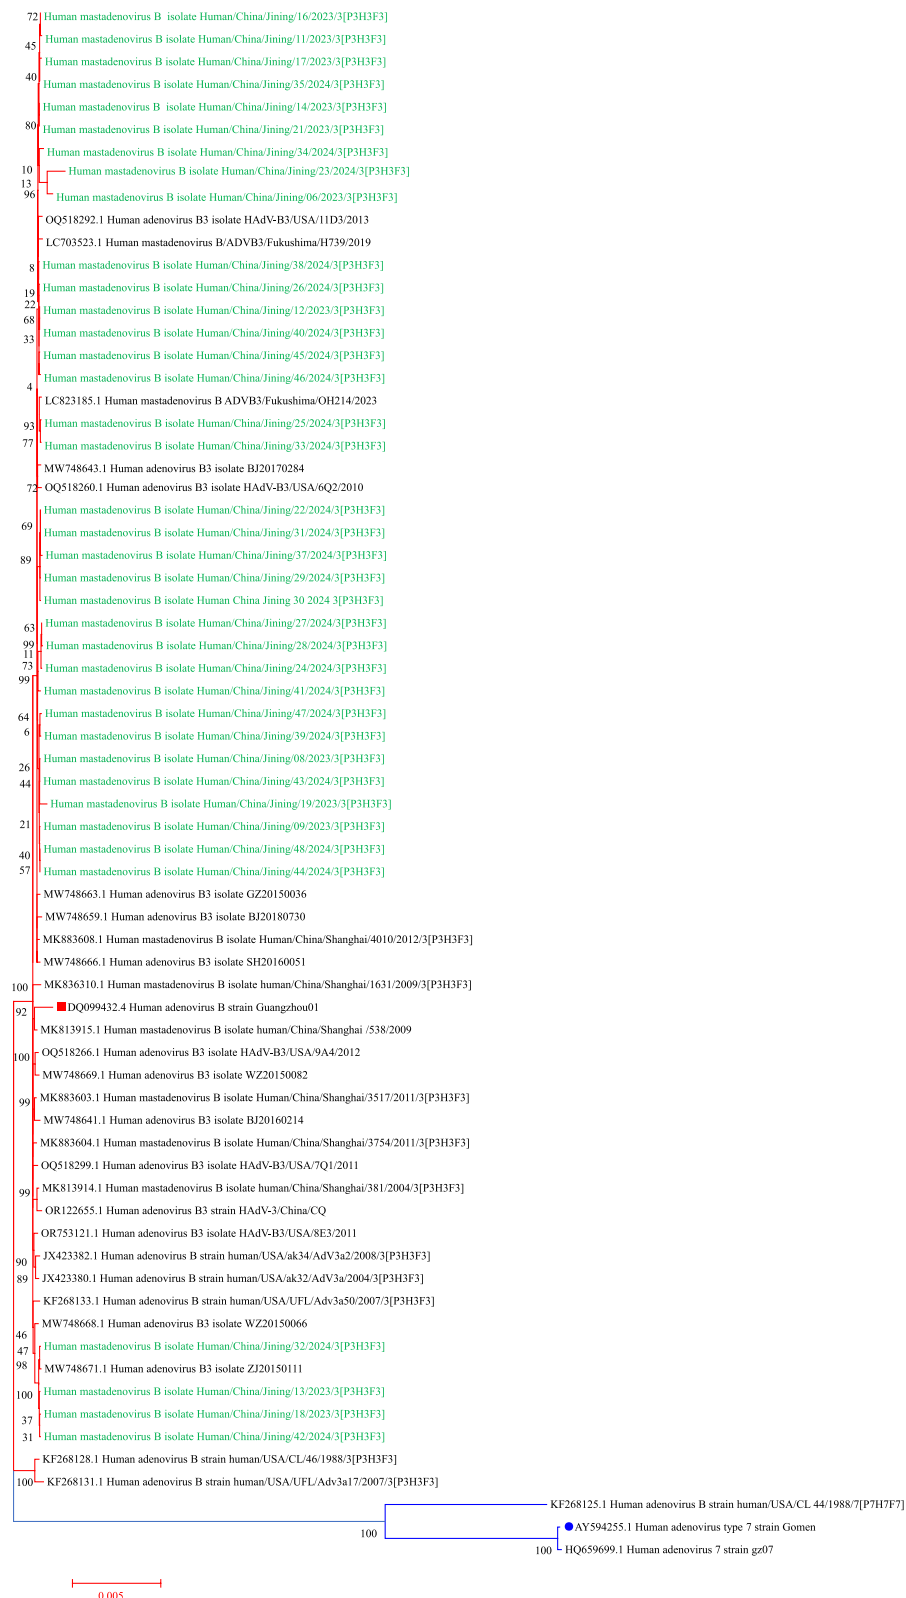 72 Human mastadenovirus B isolate Human/China/Jining/16/2023/3[P3H3F3]
Human mastadenovirus B isolate Human/China/Jining/11/2023/3[P3H3F3]
45
Human mastadenovirus B isolate Human/China/Jining/17/2023/3[P3H3F3]
40
Human mastadenovirus B isolate Human/China/Jining/35/2024/3[P3H3F3]
Human mastadenovirus B isolate Human/China/Jining/14/2023/3[P3H3F3]
80 Human mastadenovirus B isolate Human/China/Jining/21/2023/3[P3H3F3]
Human mastadenovirus B isolate Human/China/Jining/34/2024/3[P3H3F3]
10 Human mastadenovirus B isolate Human/China/Jining/23/2024/3[P3H3F3]
13
96 Human mastadenovirus B isolate Human/China/Jining/06/2023/3[P3H3F3]
OQ518292.1 Human adenovirus B3 isolate HAdV-B3/USA/11D3/2013
LC703523.1 Human mastadenovirus B/ADVB3/Fukushima/H739/2019
8 Human mastadenovirus B isolate Human/China/Jining/38/2024/3[P3H3F3]
19 Human mastadenovirus B isolate Human/China/Jining/26/2024/3[P3H3F3]
22
Human mastadenovirus B isolate Human/China/Jining/12/2023/3[P3H3F3]
68
Human mastadenovirus B isolate Human/China/Jining/40/2024/3[P3H3F3]
33
Human mastadenovirus B isolate Human/China/Jining/45/2024/3[P3H3F3]
Human mastadenovirus B isolate Human/China/Jining/46/2024/3[P3H3F3]
4
LC823185.1 Human mastadenovirus B ADVB3/Fukushima/OH214/2023
93 Human mastadenovirus B isolate Human/China/Jining/25/2024/3[P3H3F3]
77 Human mastadenovirus B isolate Human/China/Jining/33/2024/3[P3H3F3]
MW748643.1 Human adenovirus B3 isolate BJ20170284
72 OQ518260.1 Human adenovirus B3 isolate HAdV-B3/USA/6Q2/2010
Human mastadenovirus B isolate Human/China/Jining/22/2024/3[P3H3F3]
69
Human mastadenovirus B isolate Human/China/Jining/31/2024/3[P3H3F3]
89 Human mastadenovirus B isolate Human/China/Jining/37/2024/3[P3H3F3]
Human mastadenovirus B isolate Human/China/Jining/29/2024/3[P3H3F3]
Human mastadenovirus B isolate Human China Jining 30 2024 3[P3H3F3]
63 Human mastadenovirus B isolate Human/China/Jining/27/2024/3[P3H3F3]
99 Human mastadenovirus B isolate Human/China/Jining/28/2024/3[P3H3F3]
11
73 Human mastadenovirus B isolate Human/China/Jining/24/2024/3[P3H3F3]
99
Human mastadenovirus B isolate Human/China/Jining/41/2024/3[P3H3F3]
64 Human mastadenovirus B isolate Human/China/Jining/47/2024/3[P3H3F3]
6 Human mastadenovirus B isolate Human/China/Jining/39/2024/3[P3H3F3]
Human mastadenovirus B isolate Human/China/Jining/08/2023/3[P3H3F3]
26
44 Human mastadenovirus B isolate Human/China/Jining/43/2024/3[P3H3F3]
Human mastadenovirus B isolate Human/China/Jining/19/2023/3[P3H3F3]
21 Human mastadenovirus B isolate Human/China/Jining/09/2023/3[P3H3F3]
40 Human mastadenovirus B isolate Human/China/Jining/48/2024/3[P3H3F3]
57 Human mastadenovirus B isolate Human/China/Jining/44/2024/3[P3H3F3]
MW748663.1 Human adenovirus B3 isolate GZ20150036
MW748659.1 Human adenovirus B3 isolate BJ20180730
MK883608.1 Human mastadenovirus B isolate Human/China/Shanghai/4010/2012/3[P3H3F3]
MW748666.1 Human adenovirus B3 isolate SH20160051
100 MK836310.1 Human mastadenovirus B isolate human/China/Shanghai/1631/2009/3[P3H3F3]
92 DQ099432.4 Human adenovirus B strain Guangzhou01
MK813915.1 Human mastadenovirus B isolate human/China/Shanghai /538/2009
100 OQ518266.1 Human adenovirus B3 isolate HAdV-B3/USA/9A4/2012
MW748669.1 Human adenovirus B3 isolate WZ20150082
99 MK883603.1 Human mastadenovirus B isolate Human/China/Shanghai/3517/2011/3[P3H3F3]
MW748641.1 Human adenovirus B3 isolate BJ20160214
MK883604.1 Human mastadenovirus B isolate Human/China/Shanghai/3754/2011/3[P3H3F3]
OQ518299.1 Human adenovirus B3 isolate HAdV-B3/USA/7Q1/2011
99 MK813914.1 Human mastadenovirus B isolate human/China/Shanghai/381/2004/3[P3H3F3]
OR122655.1 Human adenovirus B3 strain HAdV-3/China/CQ
OR753121.1 Human adenovirus B3 isolate HAdV-B3/USA/8E3/2011
90 JX423382.1 Human adenovirus B strain human/USA/ak34/AdV3a2/2008/3[P3H3F3]
89 JX423380.1 Human adenovirus B strain human/USA/ak32/AdV3a/2004/3[P3H3F3]
KF268133.1 Human adenovirus B strain human/USA/UFL/Adv3a50/2007/3[P3H3F3]
MW748668.1 Human adenovirus B3 isolate WZ20150066
46
47 Human mastadenovirus B isolate Human/China/Jining/32/2024/3[P3H3F3]
98 MW748671.1 Human adenovirus B3 isolate ZJ20150111
100 Human mastadenovirus B isolate Human/China/Jining/13/2023/3[P3H3F3]
37 Human mastadenovirus B isolate Human/China/Jining/18/2023/3[P3H3F3]
31 Human mastadenovirus B isolate Human/China/Jining/42/2024/3[P3H3F3]
KF268128.1 Human adenovirus B strain human/USA/CL/46/1988/3[P3H3F3]
100 KF268131.1 Human adenovirus B strain human/USA/UFL/Adv3a17/2007/3[P3H3F3]
KF268125.1 Human adenovirus B strain human/USA/CL 44/1988/7[P7H7F7]
100 AY594255.1 Human adenovirus type 7 strain Gomen
100 HQ659699.1 Human adenovirus 7 strain gz07
0.005